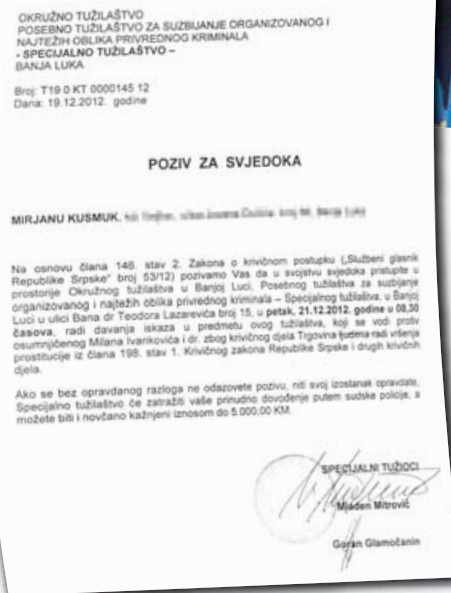 OKRUŽNO TUŽILAŠTVO
POSEBNO TUŽILAŠTVO ZA SUZBIJANJE ORGANIZOVANOG I
NAJTEŽIH OBLIKA PRIVREDNOG KRIMINALA
- SPECIJALNO TUŽILAŠTVO –
BANJA LUKA
Broj: T19 0 KT 0000145 12
Dana: 19.12.2012. godine
POZIV ZA SVJEDOKA
MIRJANU KUSMUK,
Na osnovu člana 146. stav 2. Zakona o krivičnom postupku („Službeni glasnik
Republike Srpske" broj 53/12) pozivamo Vas da u svojstvu svjedoka pristupite u
prostorije Okružnog tužilaštva u Banjoj Luci, Posebnog tužilaštva za suzbijanje
organizovanog i najtežih oblika privrednog kriminala – Specijalnog tužilaštva, u Banjoj
Luci u ulici Bana dr Teodora Lazarevića broj 15, u petak, 21.12.2012. godine u 08,30
časova, radi davanja iskaza u predmetu ovog tužilaštva, koji se vodi protiv
osumnjičenog Milana Ivankovića i dr. zbog krivičnog djela Trgovina ljudima radi vršenja
prostitucije iz člana 198. stav 1. Krivičnog zakona Republike Srpske i drugih krivičnih
djela.
Ako se bez opravdanog razloga ne odazovete pozivu, niti svoj izostanak opravdate,
Specijalno tužilaštvo će zatražiti vaše prinudno dovođenje putem sudske policije, a
možete biti i novčano kažnjeni iznosom do 5.000,00 KM.
SPECIJALNI TUŽIOCI
Mlađen Mitrović
Goran Glamočanin